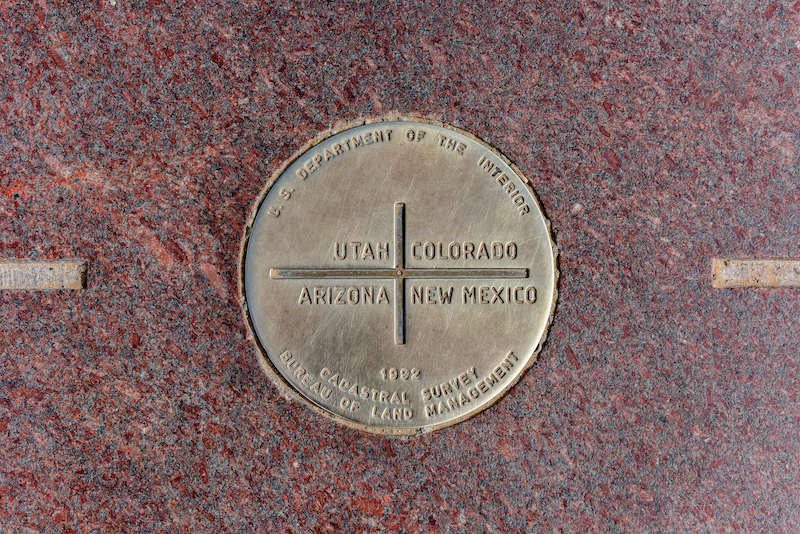 U.S. DEPARTMENT OF THE INTERIOR
UTAH COLORADO
ARIZONA NEW MEXICO
1992
CADASTRAL SURVEY
BUREAU OF LAND MANAGEMENT